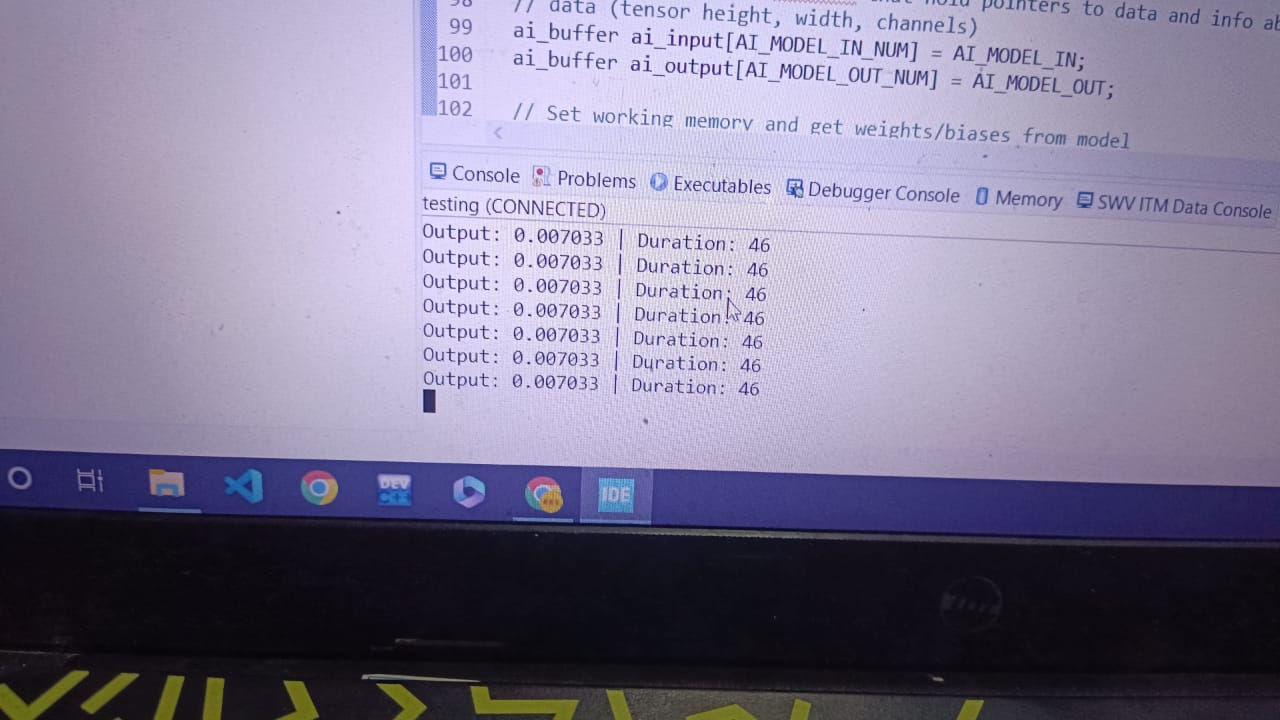 98 // data (tensor height, width, channels) hold pointers to data and info
99 ai_buffer ai_input[AI_MODEL_IN_NUM] = AI_MODEL_IN;
100 ai_buffer ai_output[AI_MODEL_OUT_NUM] = AI_MODEL_OUT;
101
102 // Set working memory and get weights/biases from model
Console Problems Executables Debugger Console Memory SWV ITM Data Console
testing (CONNECTED)
Output: 0.007033 | Duration: 46
Output: 0.007033 | Duration: 46
Output: 0.007033 | Duration: 46
Output: 0.007033 | Duration: 46
Output: 0.007033 | Duration: 46
Output: 0.007033 | Duration: 46
Output: 0.007033 | Duration: 46
DEV
IDE